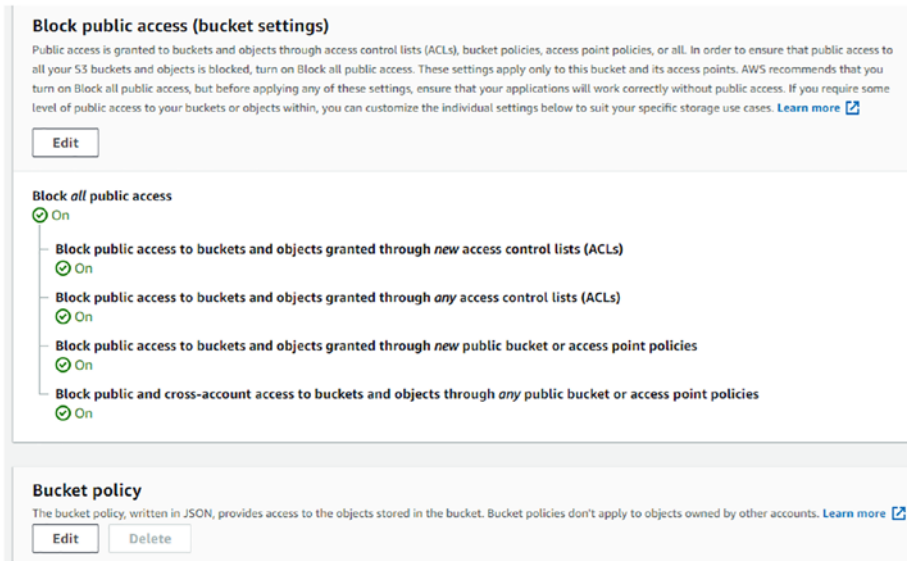 Block public access (bucket settings)
Public access is granted to buckets and objects through access control lists (ACLs), bucket policies, access point policies, or all. In order to ensure that public access to
all your S3 buckets and objects is blocked, turn on Block all public access. These settings apply only to this bucket and its access points. AWS recommends that you
turn on Block all public access, but before applying any of these settings, ensure that your applications will work correctly without public access. If you require some
level of public access to your buckets or objects within, you can customize the individual settings below to suit your specific storage use cases. Learn more
Edit
Block all public access
On
Block public access to buckets and objects granted through new access control lists (ACLs)
On
Block public access to buckets and objects granted through any access control lists (ACLs)
On
Block public access to buckets and objects granted through new public bucket or access point policies
On
Block public and cross-account access to buckets and objects through any public bucket or access point policies
On
Bucket policy
The bucket policy, written in JSON, provides access to the objects stored in the bucket. Bucket policies don't apply to objects owned by other accounts. Learn more
Edit Delete